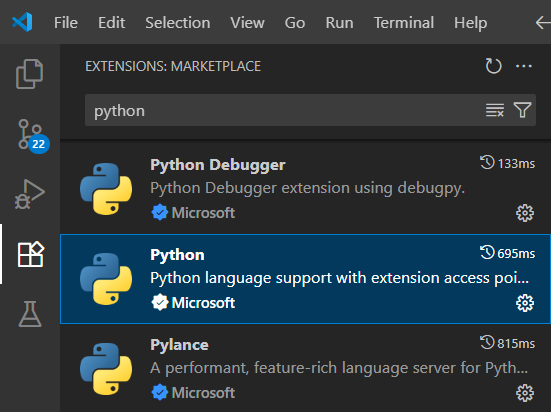 File Edit Selection View Go Run Terminal Help
EXTENSIONS: MARKETPLACE
python
22
Python Debugger 133ms
Python Debugger extension using debugpy.
Microsoft
Python 695ms
Python language support with extension access poi...
Microsoft
Pylance 815ms
A performant, feature-rich language server for Pyth...
Microsoft